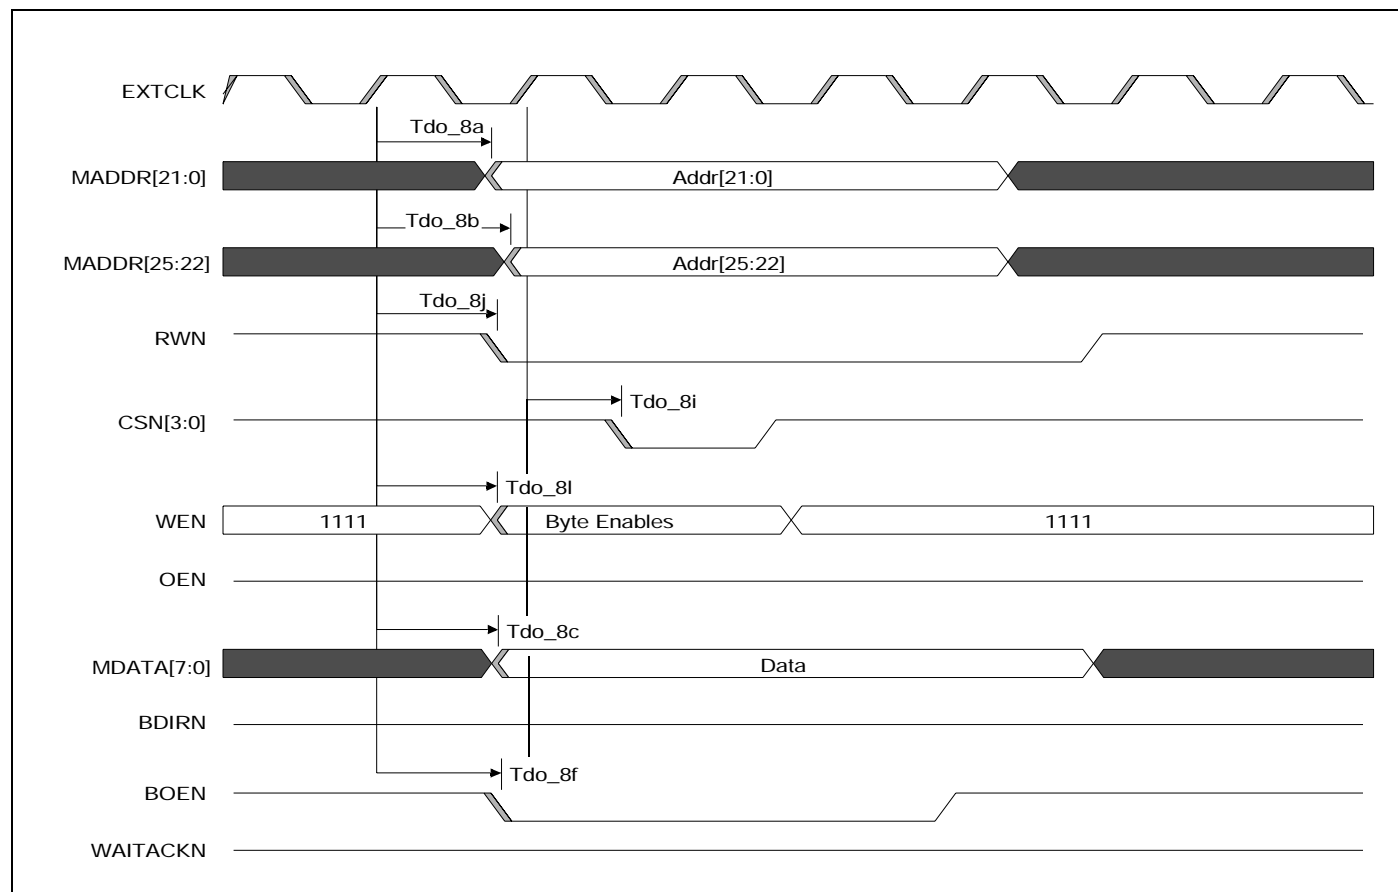 EXTCLK
Tdo_8a
MADDR[21:0]
Addr[21:0]
Tdo_8b
MADDR[25:22]
Addr[25:22]
Tdo_8j
RWN
Tdo_8i
CSN[3:0]
Tdo_8l
WEN
1111
Byte Enables
1111
OEN
Tdo_8c
MDATA[7:0]
Data
BDIRN
Tdo_8f
BOEN
WAITACKN